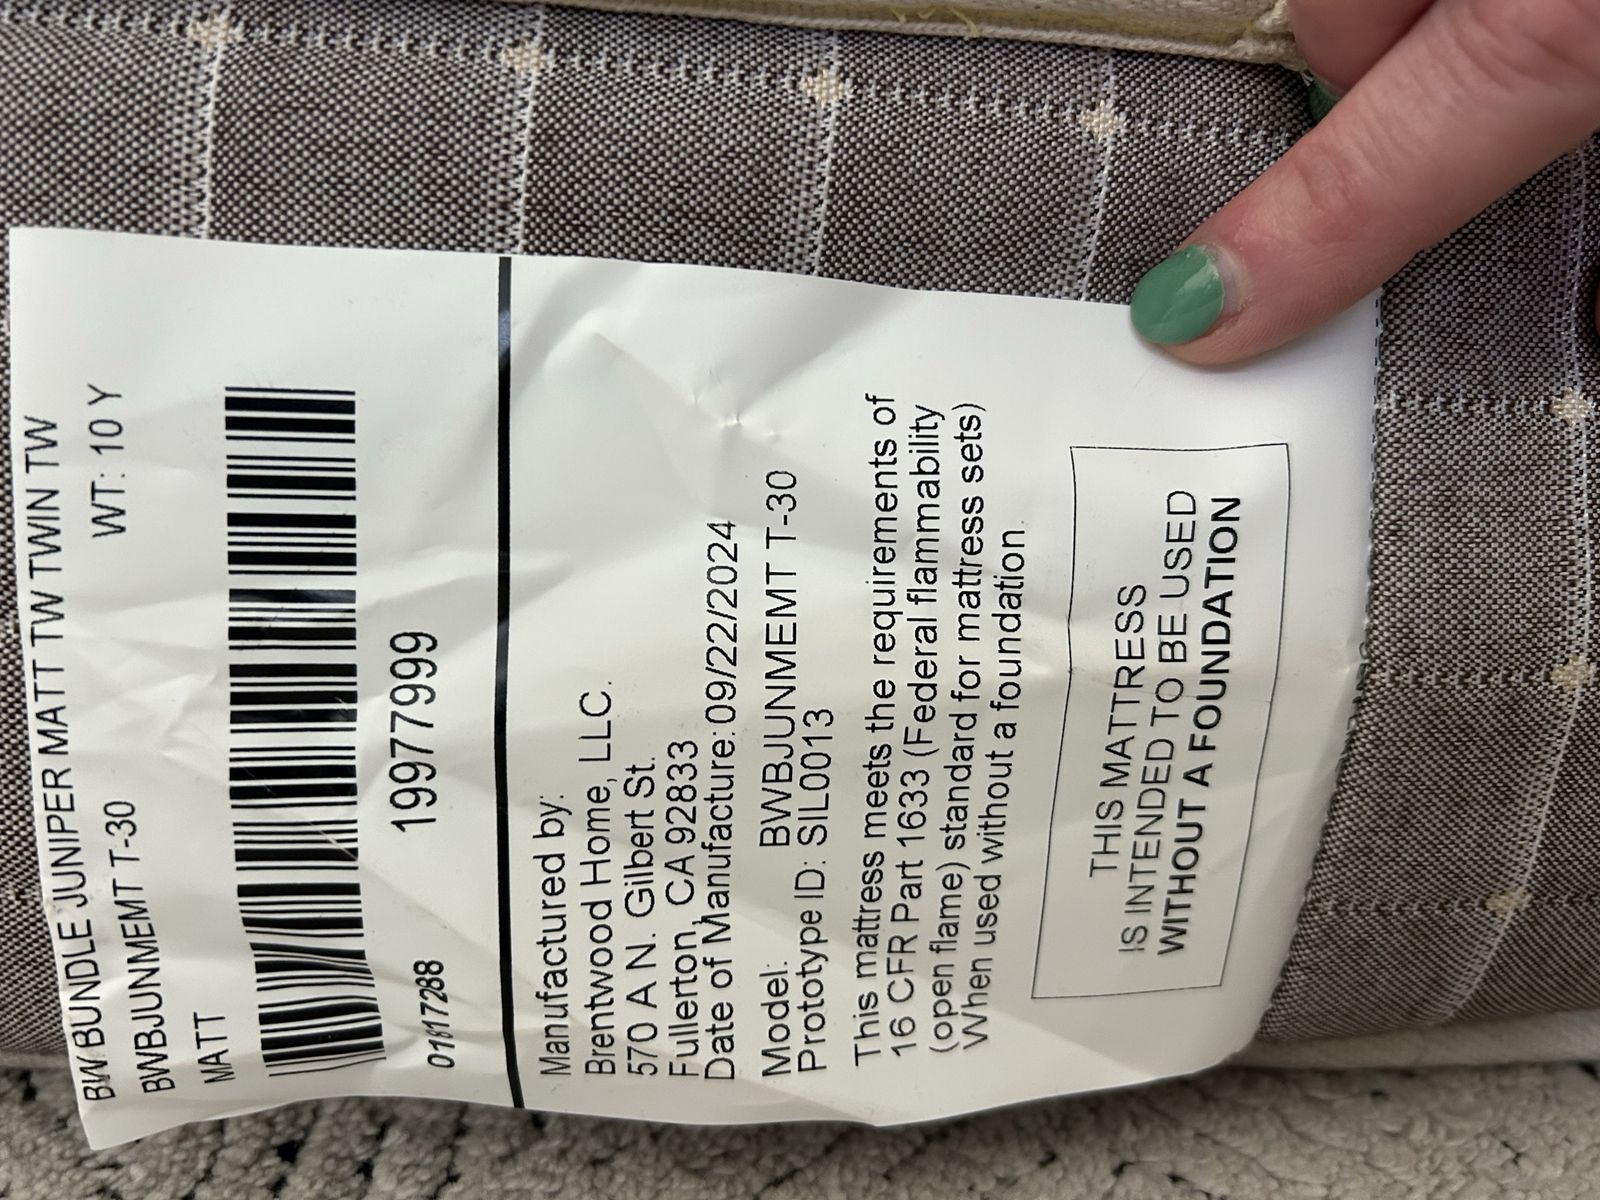 BW BUNDLE JUNIPER MATT TW TWIN TW
BWBJUNMEMT T-30 WT: 10 Y
MATT
01817288 19977999
Manufactured by:
Brentwood Home, LLC.
570 A N. Gilbert St.
Fullerton, CA 92833
Date of Manufacture: 09/22/2024
Model: BWBJUNMEMT T-30
Prototype ID: SIL0013
This mattress meets the requirements of
16 CFR Part 1633 (Federal flammability
(open flame) standard for mattress sets)
When used without a foundation.
THIS MATTRESS
IS INTENDED TO BE USED
WITHOUT A FOUNDATION